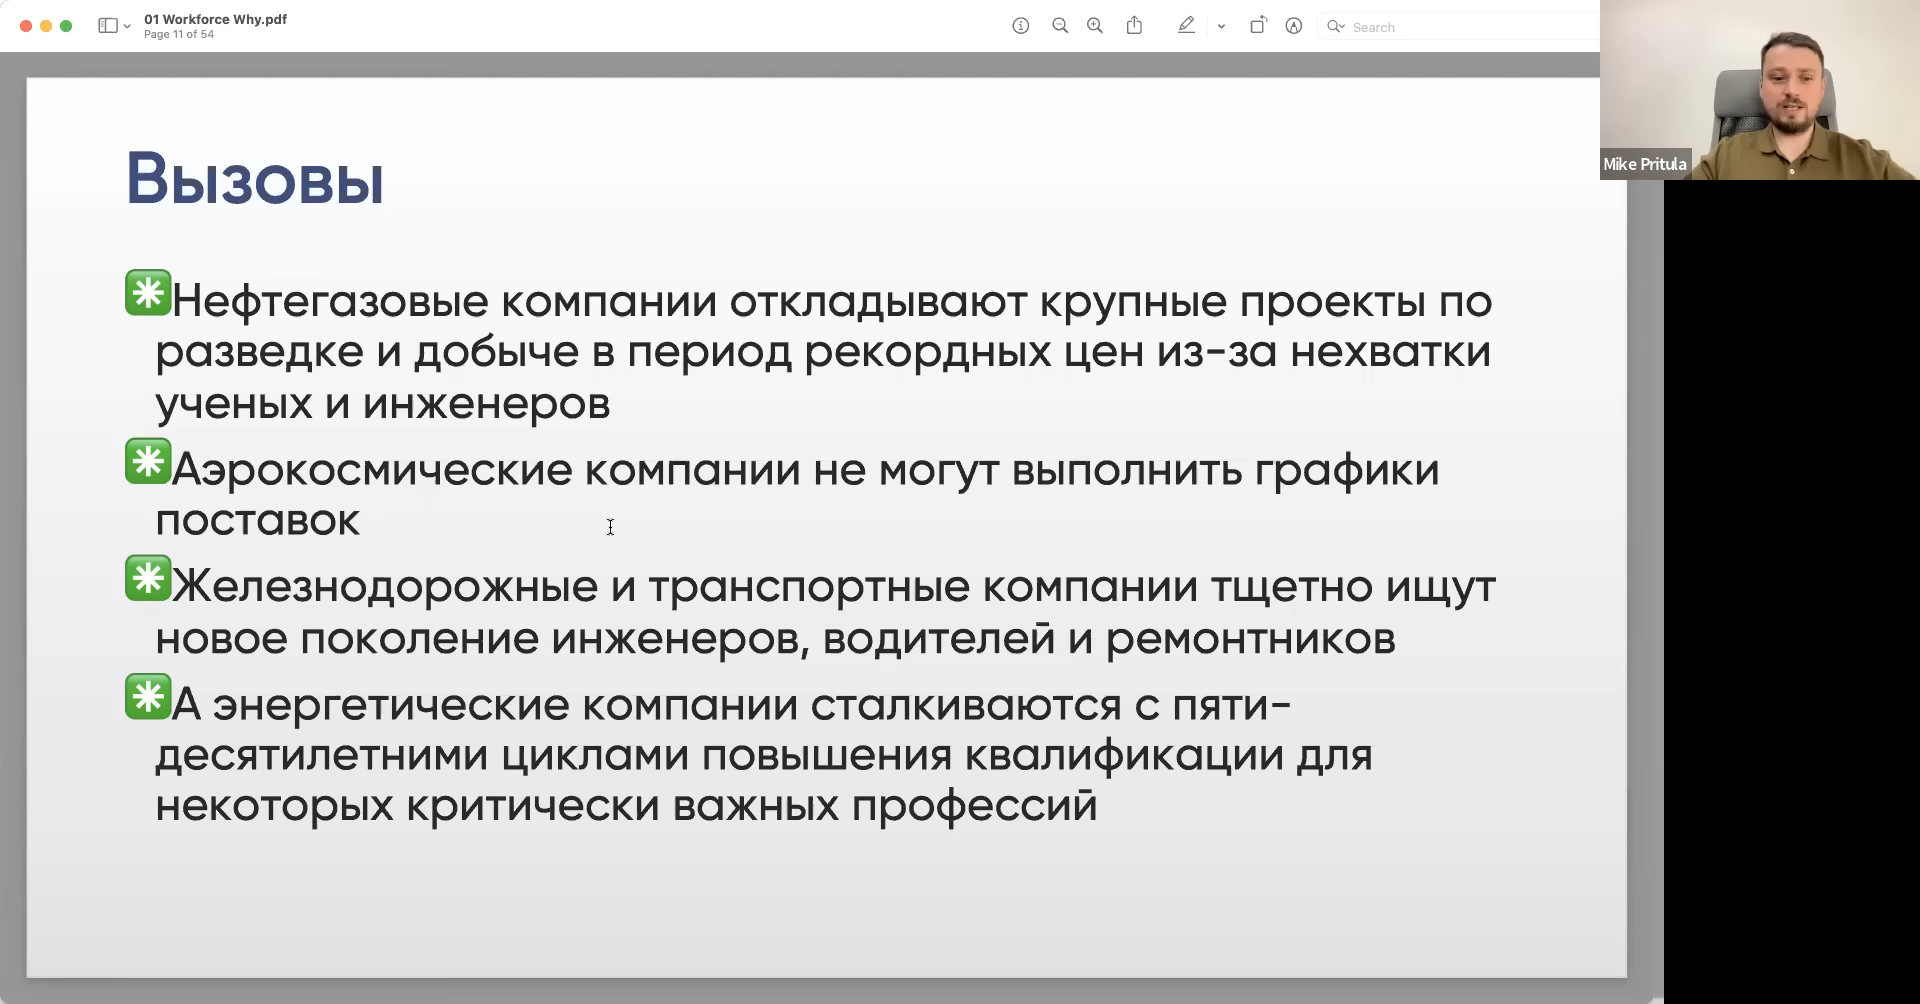 01 Workforce Why.pdf
Page 11 of 54
Search
Mike Pritula
Вызовы
Нефтегазовые компании откладывают крупные проекты по
разведке и добыче в период рекордных цен из-за нехватки
ученых и инженеров
Аэрокосмические компании не могут выполнить графики
поставок
Железнодорожные и транспортные компании тщетно ищут
новое поколение инженеров, водителей и ремонтников
А энергетические компании сталкиваются с пяти-
десятилетними циклами повышения квалификации для
некоторых критически важных профессий